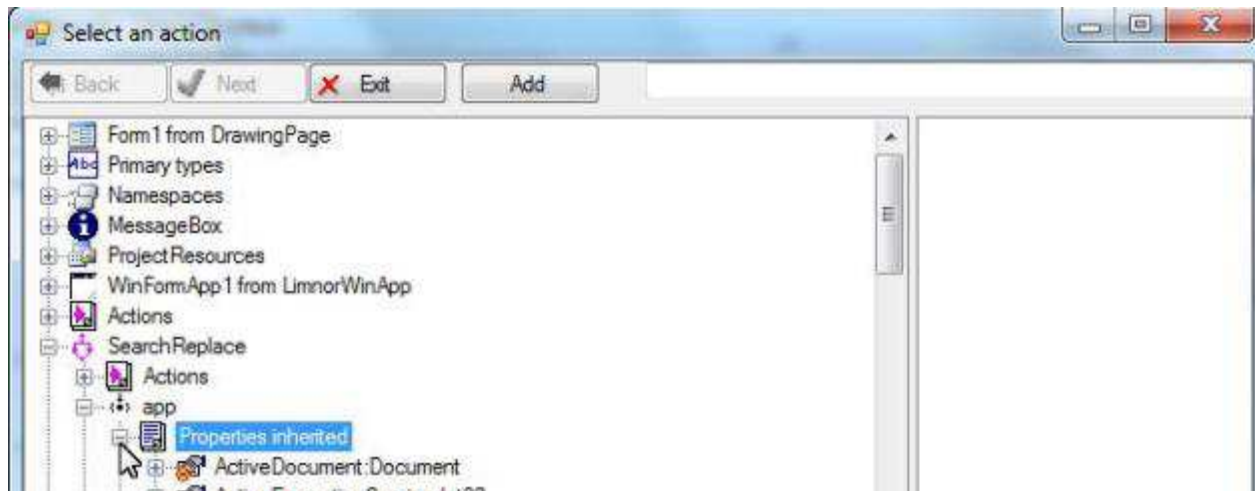 Select an action
Back Next Exit Add
Form1 from DrawingPage
Abc Primary types
Namespaces
MessageBox
ProjectResources
WinFormApp1 from LimnorWinApp
Actions
SearchReplace
Actions
app
Properties inherited
ActiveDocument:Document